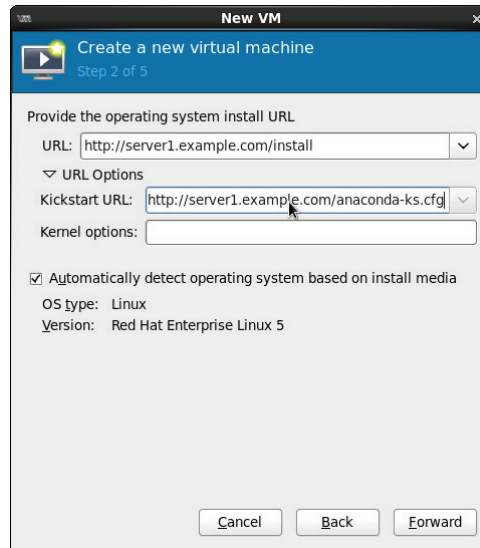 New VM
Create a new virtual machine
Step 2 of 5
Provide the operating system install URL
URL: http://server1.example.com/install
URL Options
Kickstart URL: http://server1.example.com/anaconda-ks.cfg
Kernel options:
Automatically detect operating system based on install media
OS type: Linux
Version: Red Hat Enterprise Linux 5
Cancel Back Forward